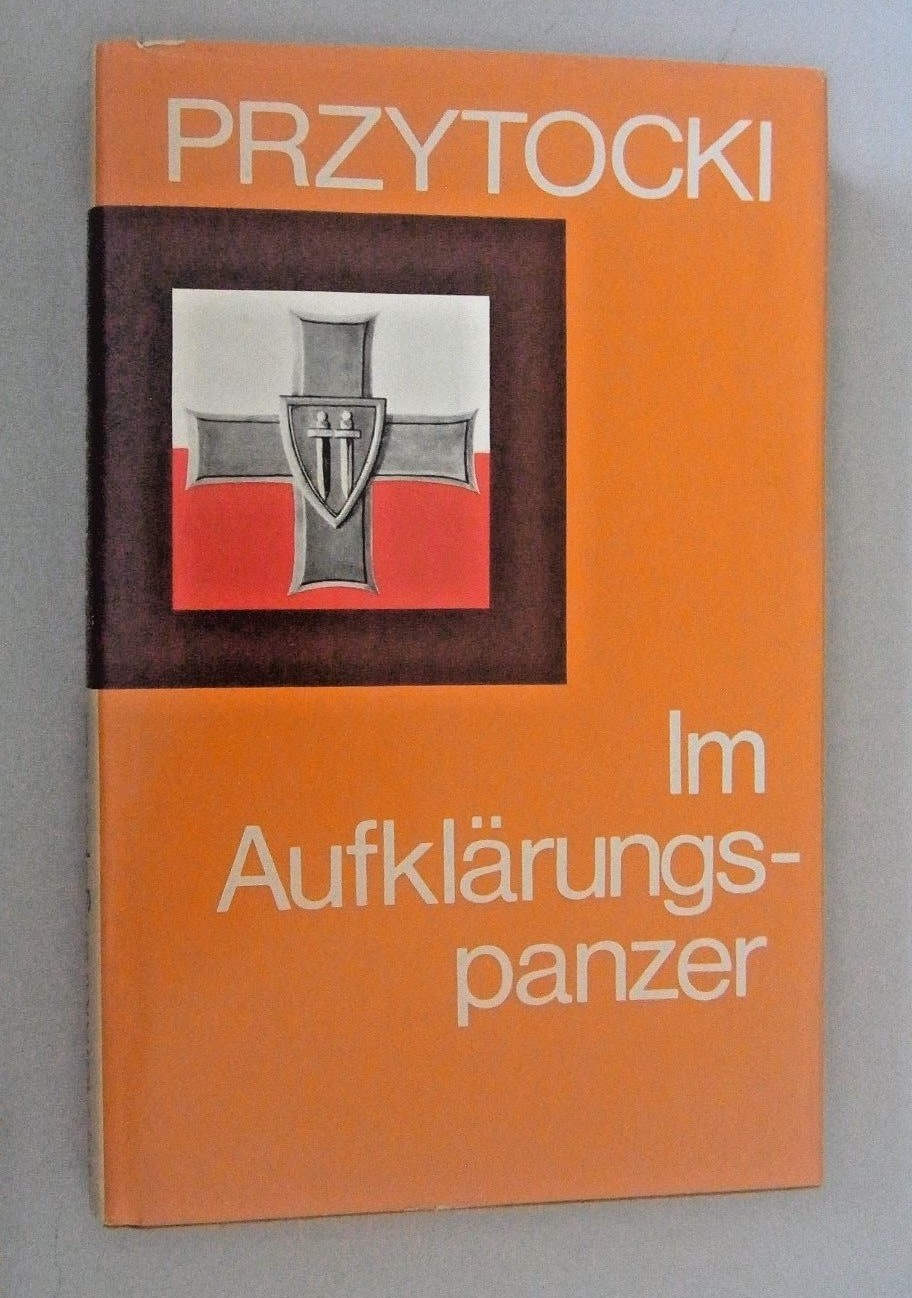 PRZYTOCKI
Im
Aufklärungs-
panzer